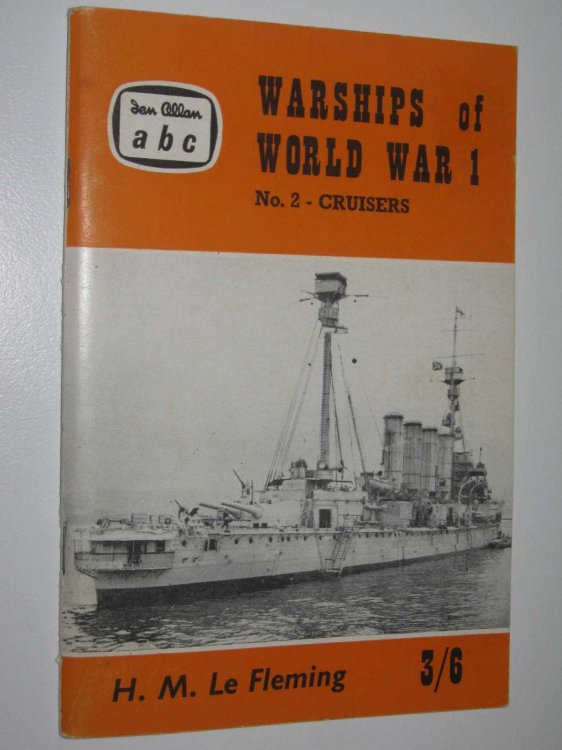 Ian Allan
abc
WARSHIPS of
WORLD WAR 1
No. 2 - CRUISERS
H. M. Le Fleming
3/6